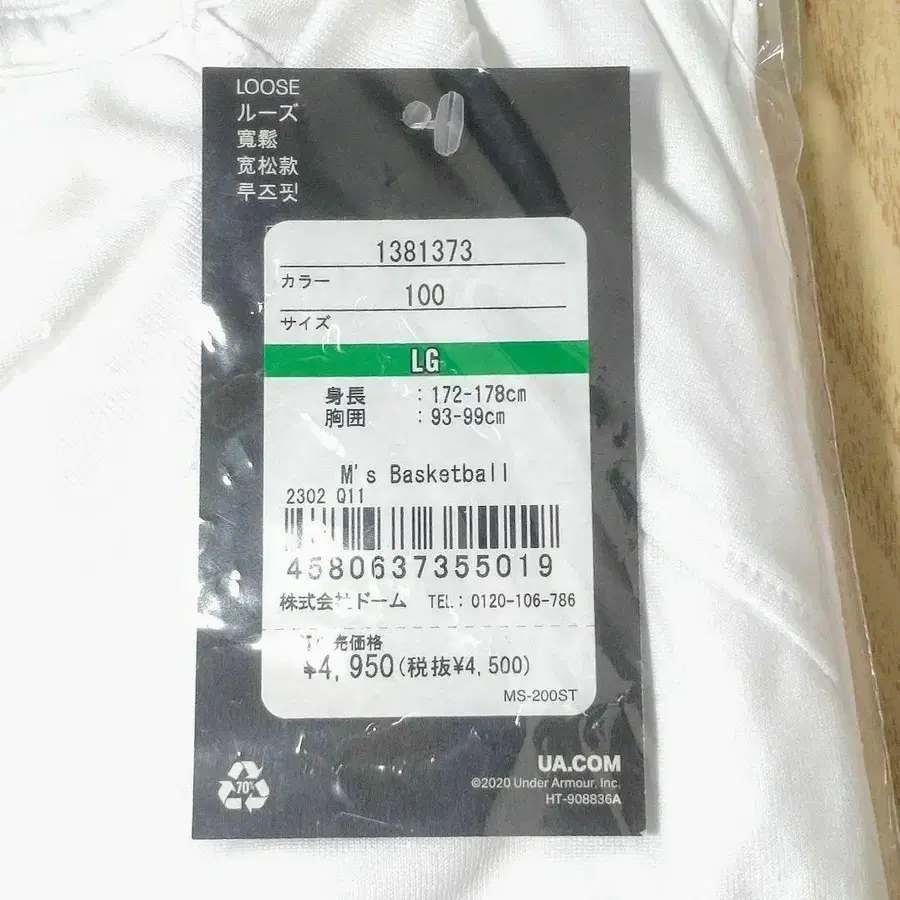 LOOSE
ルーズ
寬鬆
宽松款
루즈핏
1381373
カラー
100
サイズ
LG
身長 : 172-178cm
胸囲 : 93-99cm
M's Basketball
2302 Q11
4580637355019
株式会社ドーム TEL: 0120-106-786
売価格
¥4,950(税抜¥4,500)
MS-200ST
70%
UA.COM
©2020 Under Armour, Inc.
HT-908836A